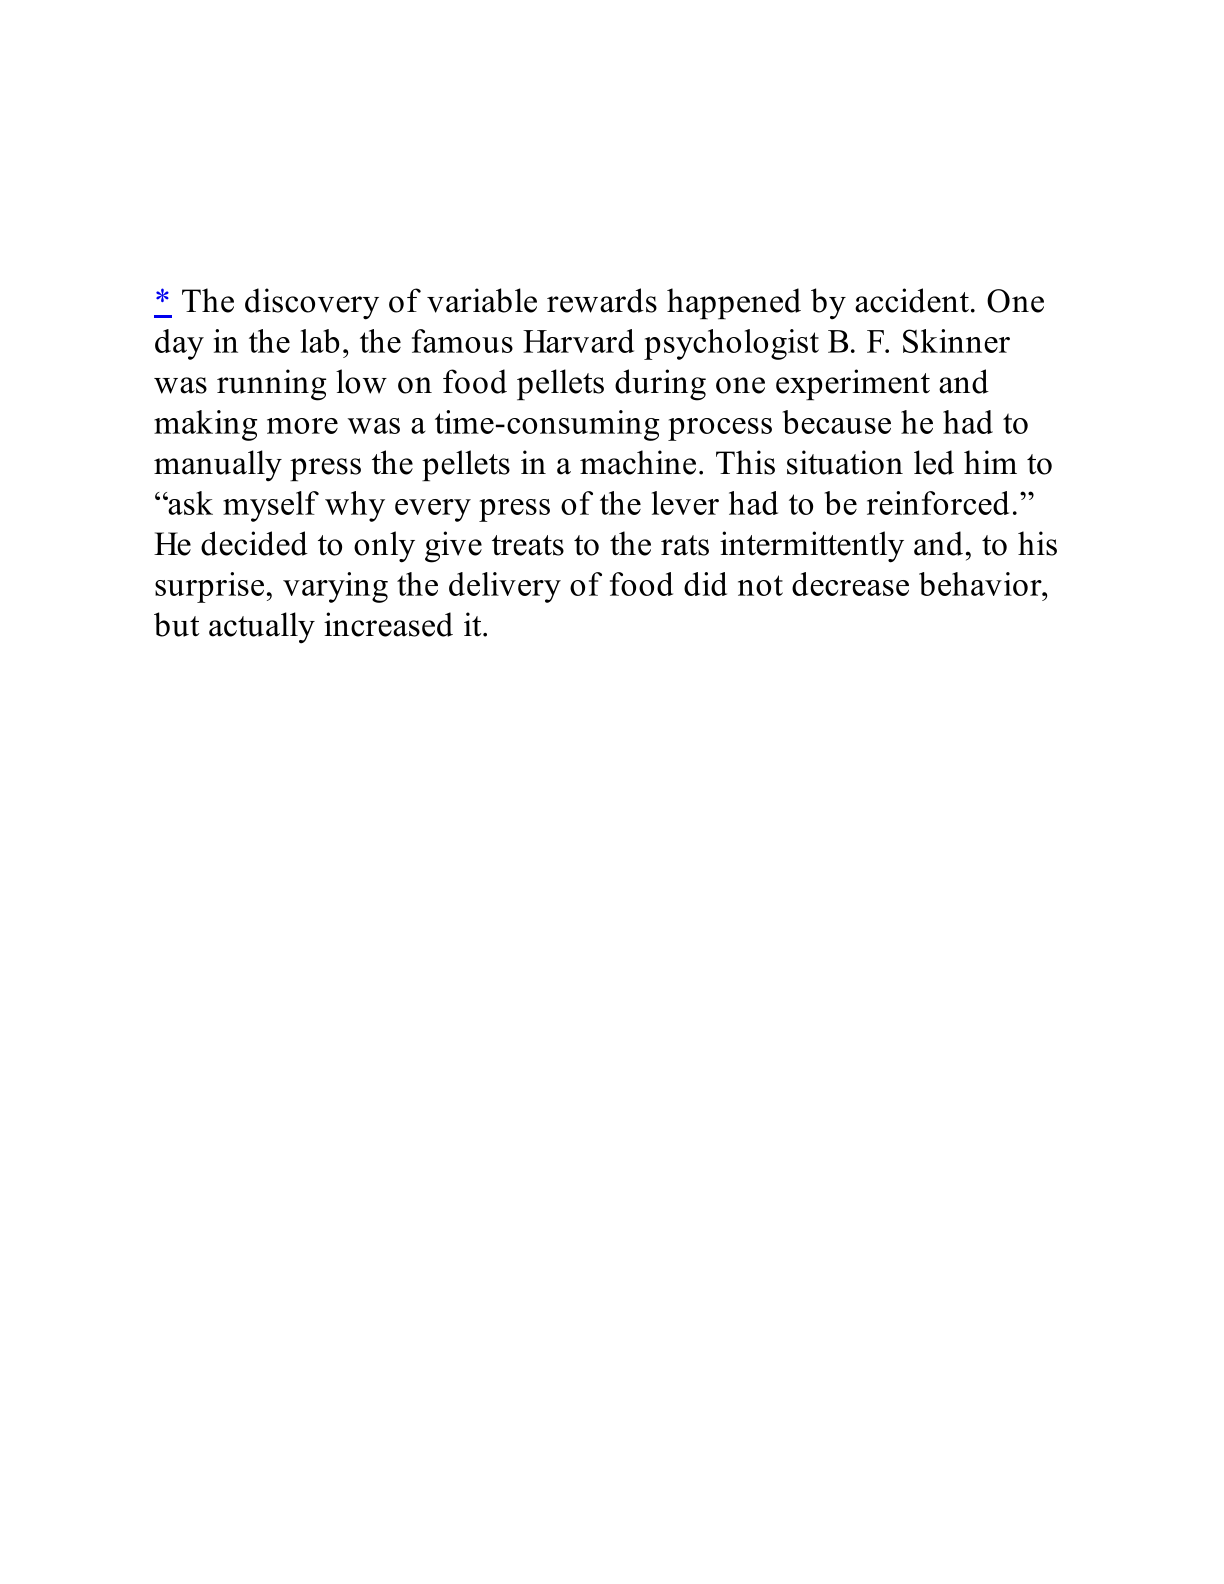 * The discovery of variable rewards happened by accident. One
day in the lab, the famous Harvard psychologist B. F. Skinner
was running low on food pellets during one experiment and
making more was a time-consuming process because he had to
manually press the pellets in a machine. This situation led him to
“ask myself why every press of the lever had to be reinforced.”
He decided to only give treats to the rats intermittently and, to his
surprise, varying the delivery of food did not decrease behavior,
but actually increased it.